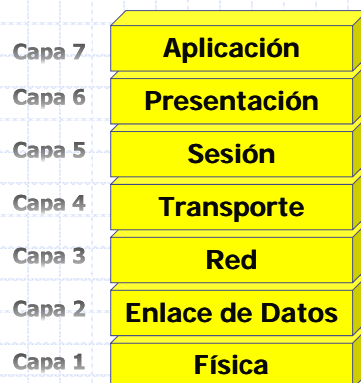 Capa 7 Aplicación
Capa 6 Presentación
Capa 5 Sesión
Capa 4 Transporte
Capa 3 Red
Capa 2 Enlace de Datos
Capa 1 Física